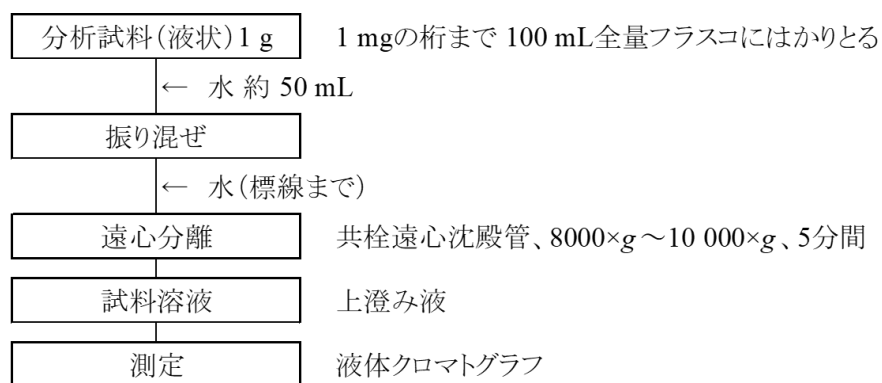 分析試料(液状)1 g 1 mgの桁まで 100 mL全量フラスコにはかりとる
← 水 約 50 mL
振り混ぜ
← 水(標線まで)
遠心分離 共栓遠心沈殿管、8000×g~10 000×g、5分間
試料溶液 上澄み液
測定 液体クロマトグラフ